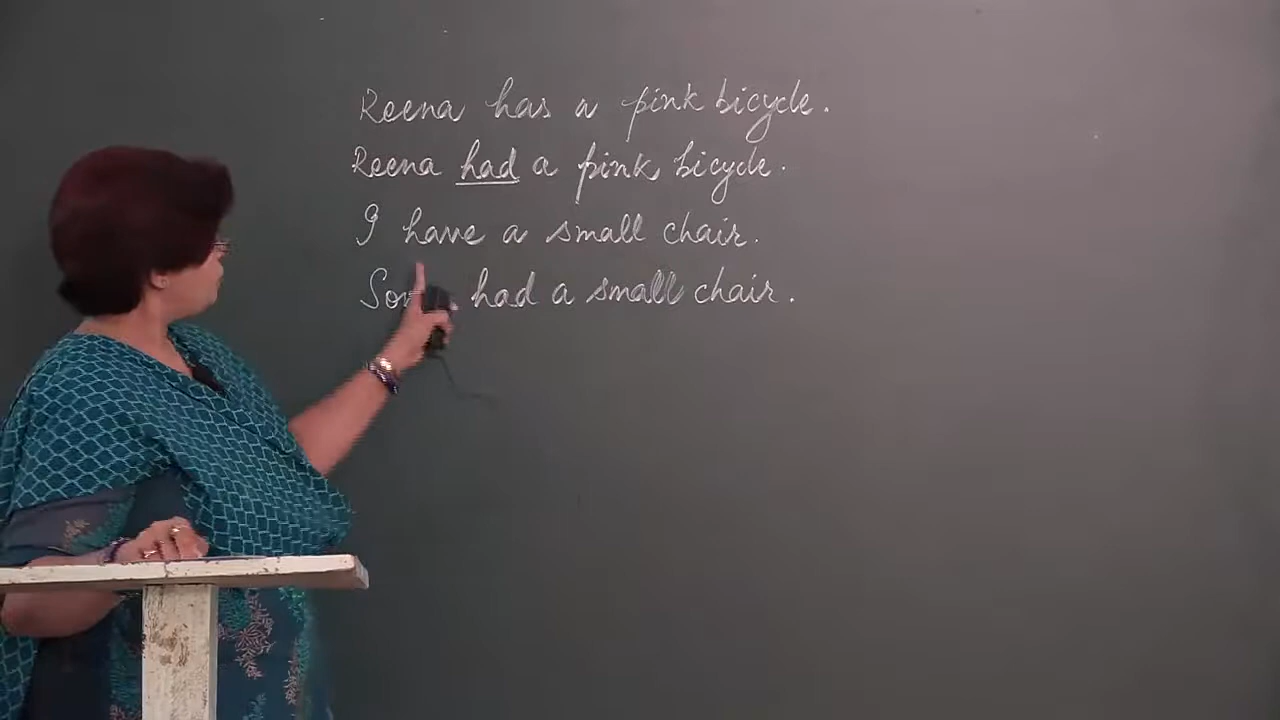 Reena has a pink bicycle.
Reena had a pink bicycle.
I have a small chair.
had a small chair.